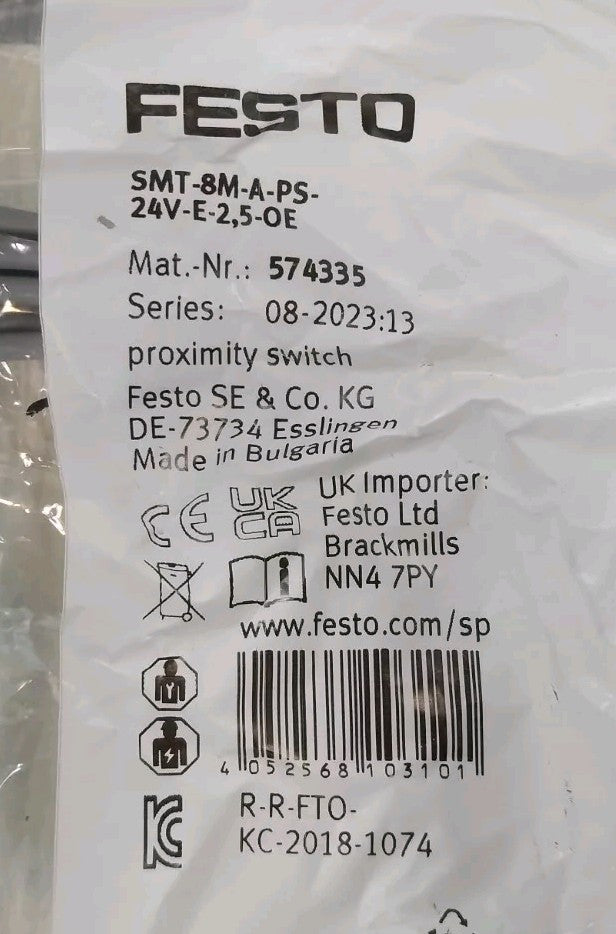 FESTO
SMT-8M-A-PS-
24V-E-2,5-OE
Mat.-Nr.: 574335
Series: 08-2023:13
proximity switch
Festo SE & Co. KG
DE-73734 Esslingen
Made in Bulgaria
CE UK CA
UK Importer:
Festo Ltd
Brackmills
NN4 7PY
www.festo.com/sp
4 052568 103101
R-R-FTO-
KC-2018-1074